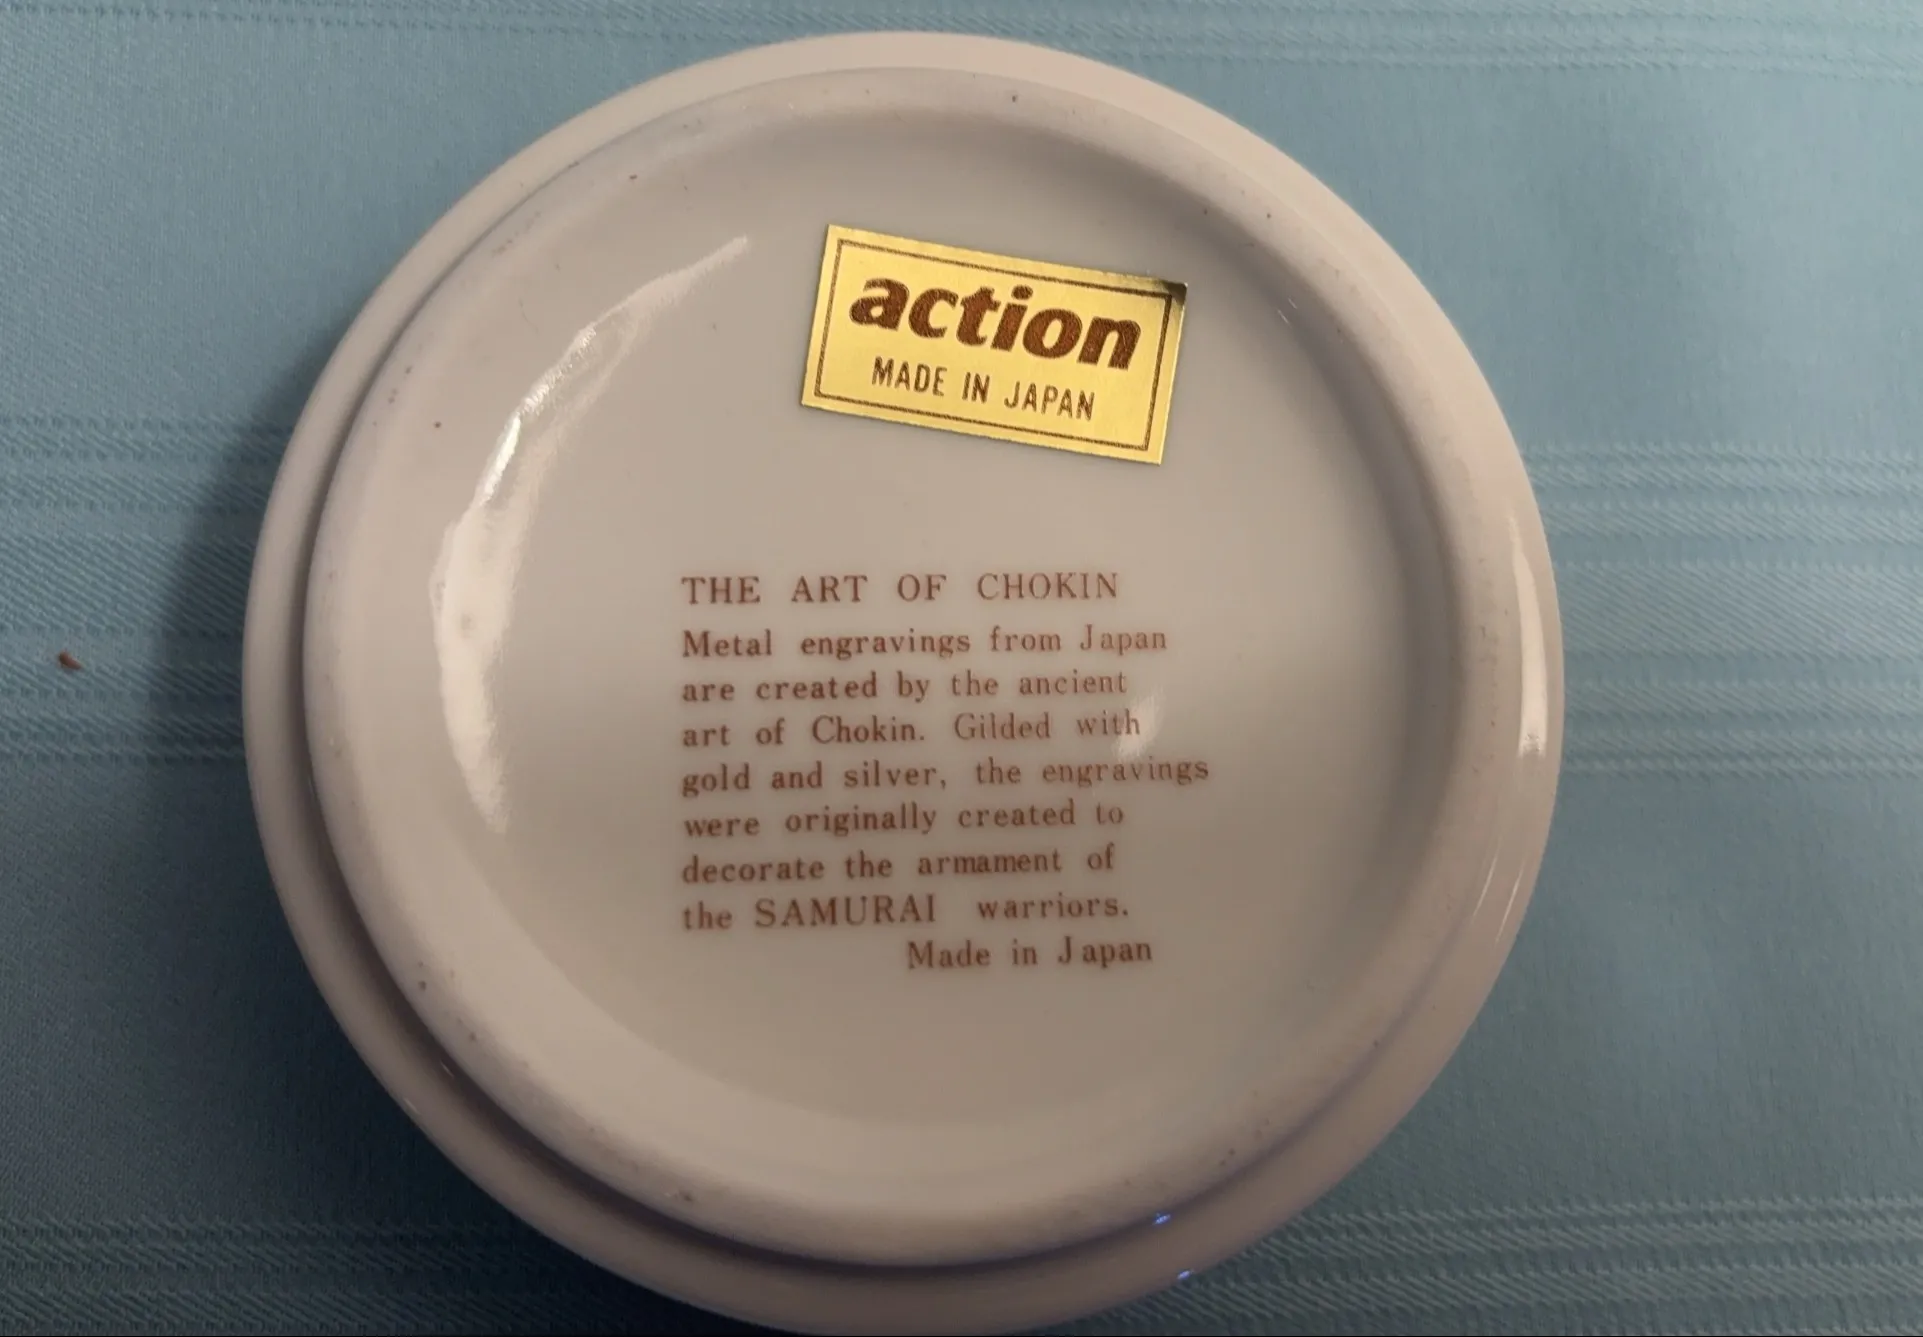 action
MADE IN JAPAN
THE ART OF CHOKIN
Metal engravings from Japan
are created by the ancient
art of Chokin. Gilded with
gold and silver, the engravings
were originally created to
decorate the armament of
the SAMURAI warriors.
Made in Japan